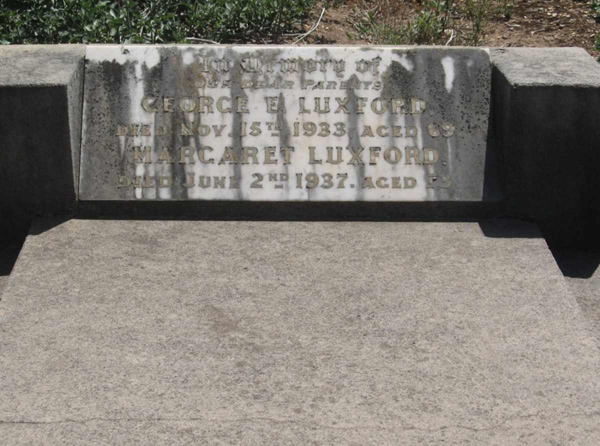 In Memory of
OUR DEAR PARENTS
GEORGE E. LUXFORD
DIED NOV. 15TH 1933. AGED
MARGARET LUXFORD.
DIED JUNE 2ND 1937. AGED